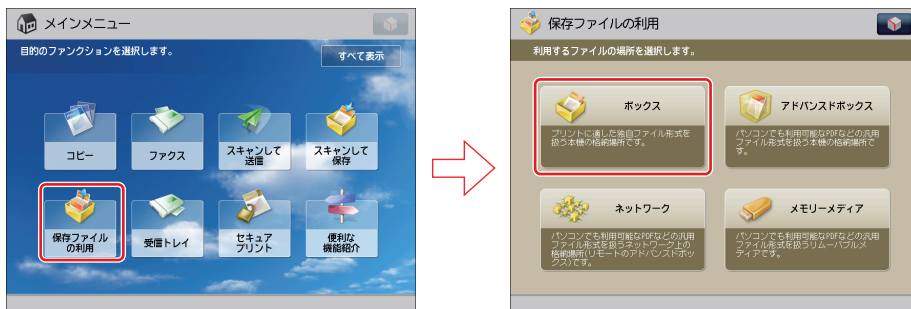 メインメニュー
目的のファンクションを選択します。
すべて表示
コピー
ファクス
スキャンして
送信
スキャンして
保存
保存ファイル
の利用
受信トレイ
セキュア
プリント
便利な
機能紹介
保存ファイルの利用
利用するファイルの場所を選択します。
ボックス
プリントに適した独自ファイル形式を
扱う本機の格納場所です。
アドバンスドボックス
パソコンでも利用可能なPDFなどの汎用
ファイル形式を扱う本機の格納場所で
す。
ネットワーク
パソコンでも利用可能なPDFなどの汎用
ファイル形式を扱うネットワーク上の
格納場所(リモートのアドバンスドボッ
クス)です。
メモリーメディア
パソコンでも利用可能なPDFなどの汎用
ファイル形式を扱うリムーバブルメ
ディアです。